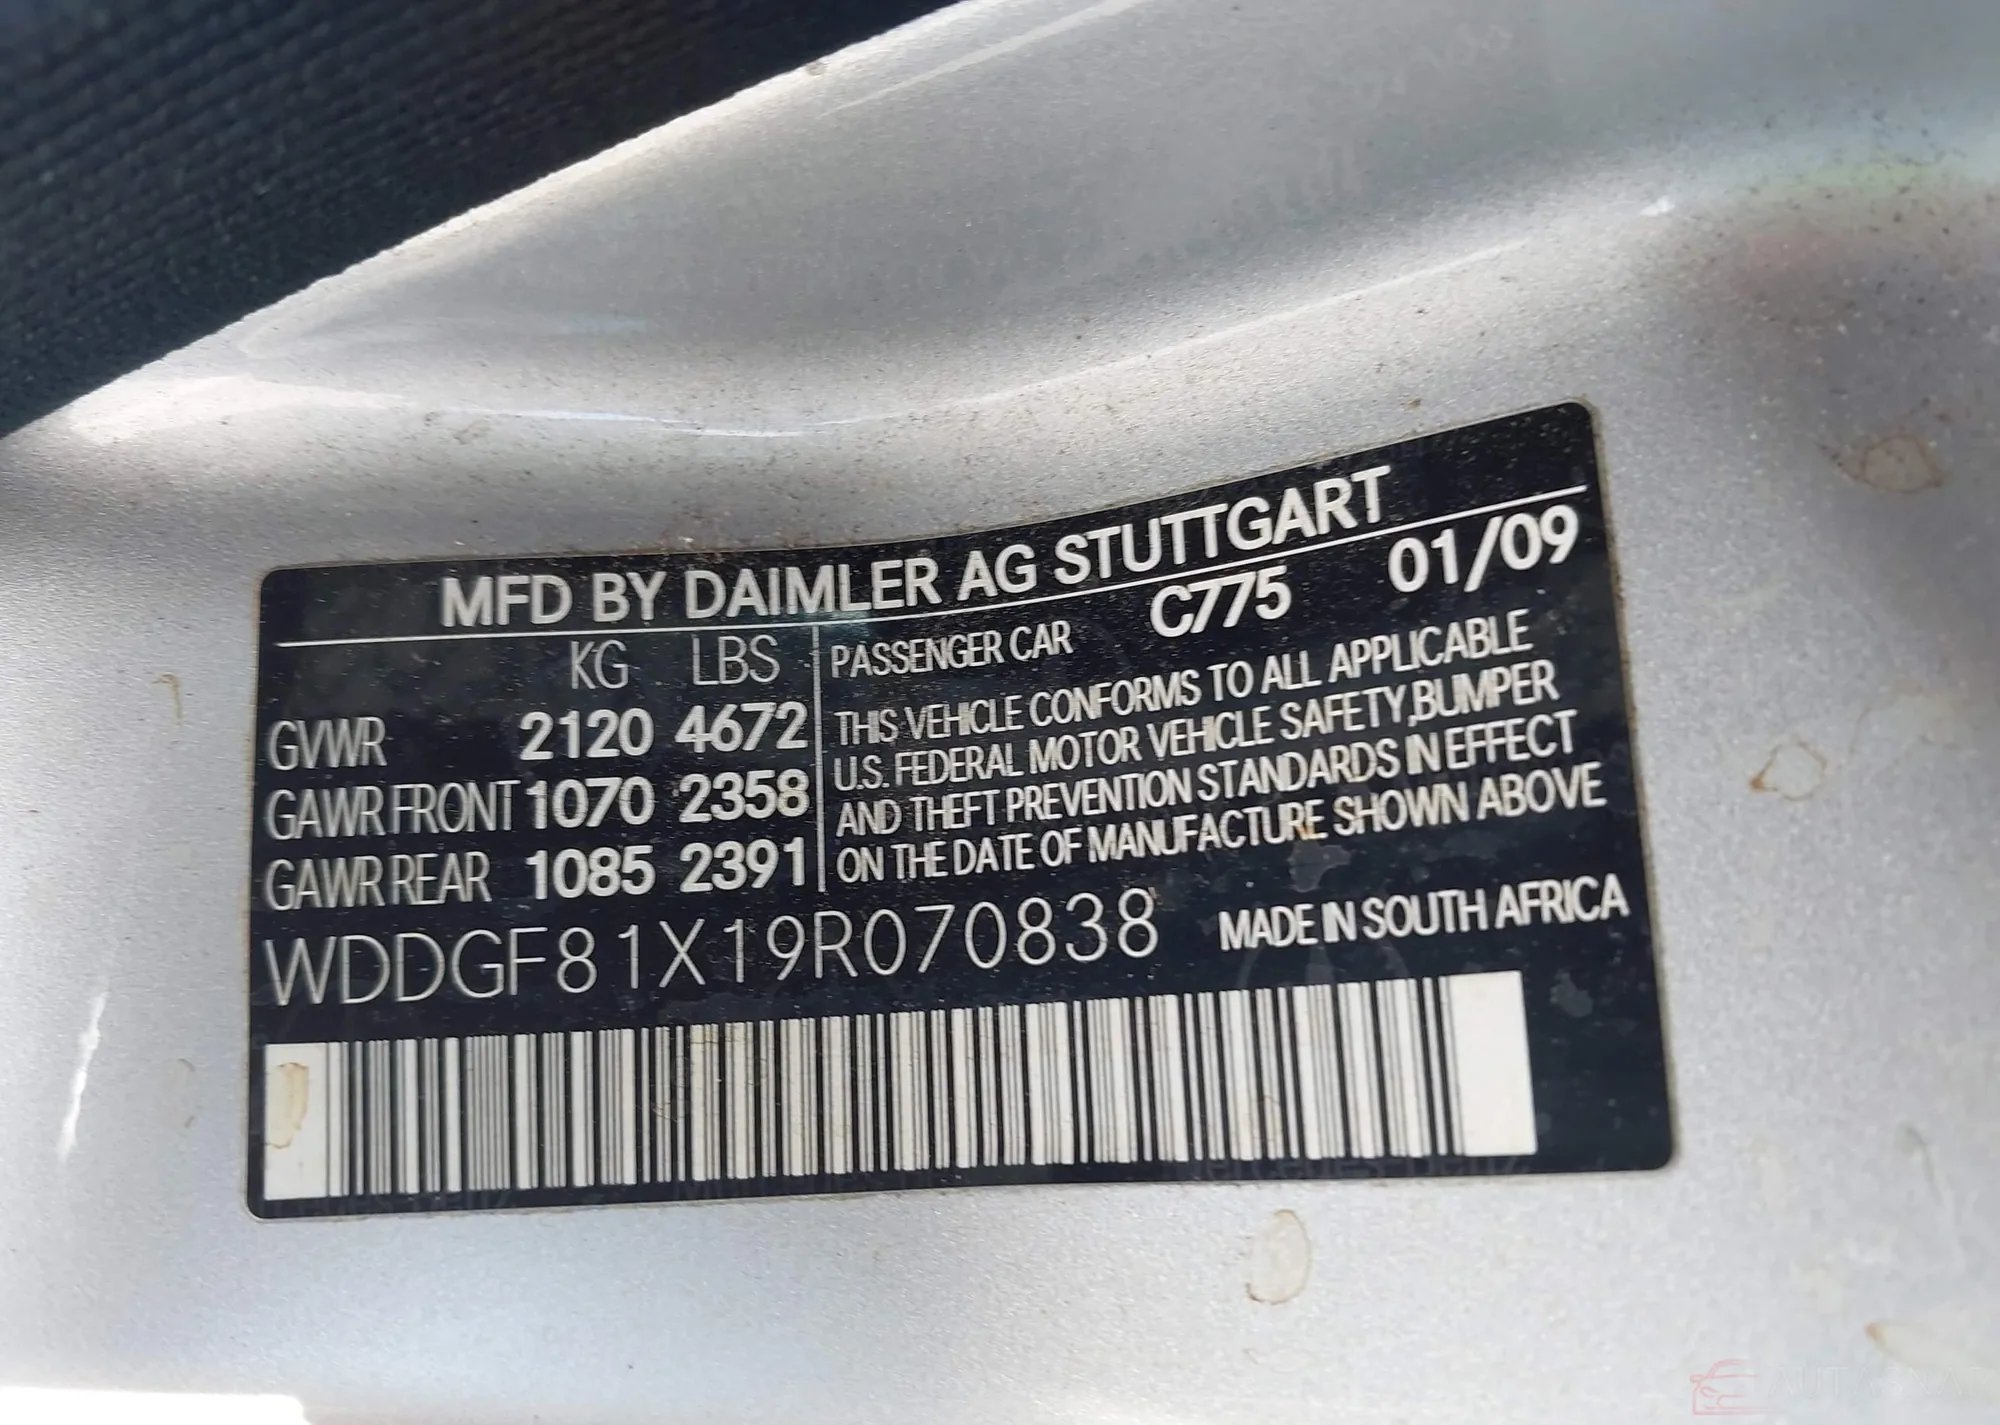 MFD BY DAIMLER AG STUTTGART
KG LBS
GVWR 2120 4672
GAWR FRONT 1070 2358
GAWR REAR 1085 2391
PASSENGER CAR C775 01/09
THIS VEHICLE CONFORMS TO ALL APPLICABLE
U.S. FEDERAL MOTOR VEHICLE SAFETY,BUMPER
AND THEFT PREVENTION STANDARDS IN EFFECT
ON THE DATE OF MANUFACTURE SHOWN ABOVE
WDDGF81X19R070838 MADE IN SOUTH AFRICA